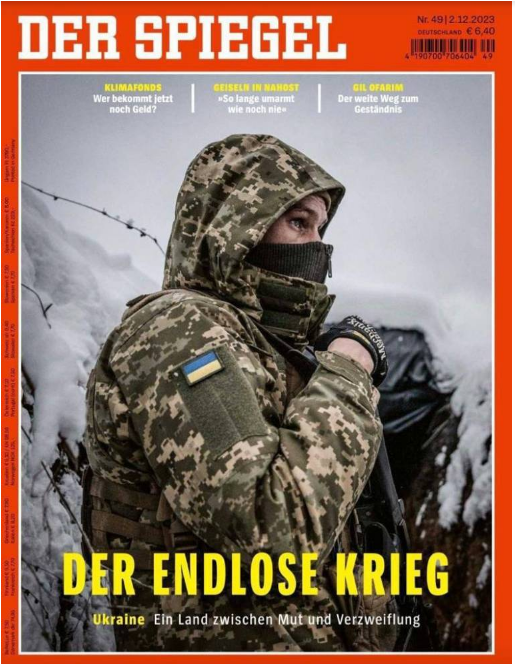 DER SPIEGEL
Nr. 49 | 2.12.2023
DEUTSCHLAND € 6,40
4 190700 706404 49
KLIMAFONDS
Wer bekommt jetzt
noch Geld?
GEISELN IN NAHOST
»So lange umarmt
wie noch nie«
GIL OFARIM
Der weite Weg zum
Geständnis
DER ENDLOSE KRIEG
Ukraine Ein Land zwischen Mut und Verzweiflung